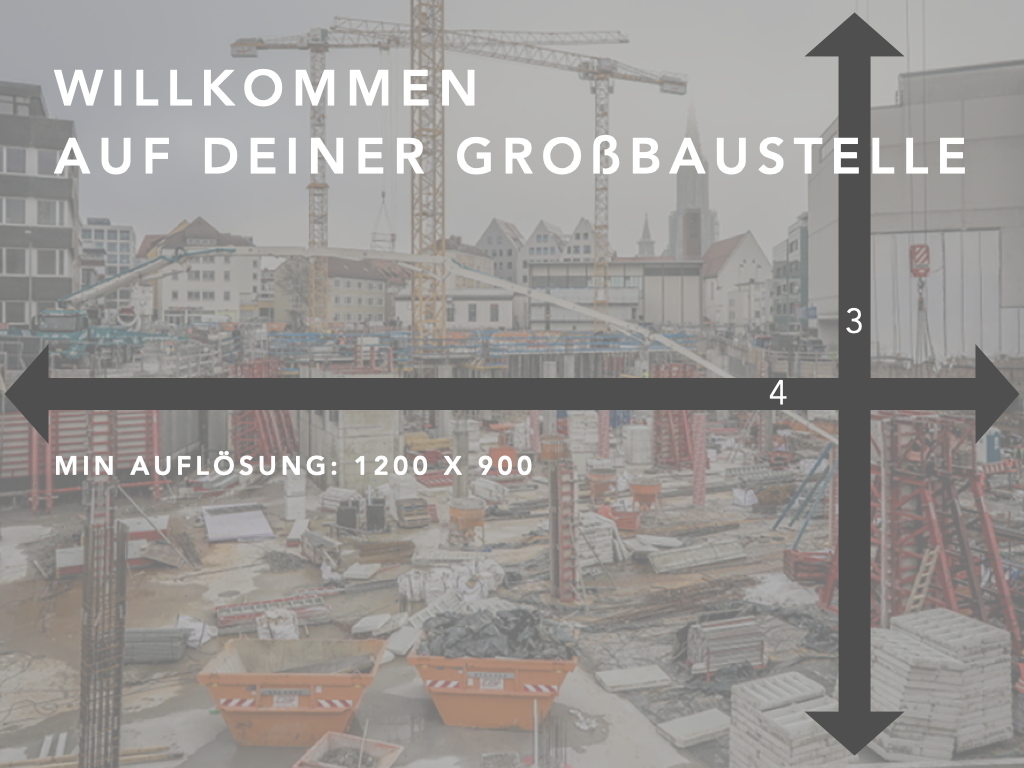 WILLKOMMEN
AUF DEINER GROßBAUSTELLE
3
4
MIN AUFLÖSUNG: 1200 X 900